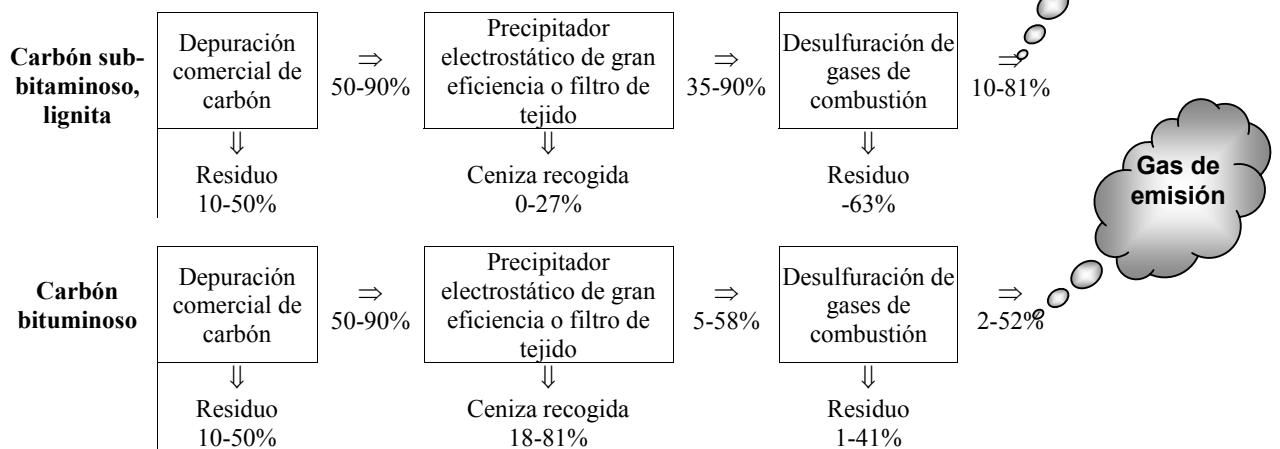 Carbón sub-
bitaminoso,
lignita
Depuración
comercial de
carbón
⇒
50-90%
Precipitador
electrostático de gran
eficiencia o filtro de
tejido
⇒
35-90%
Desulfuración de
gases de
combustión
⇒
10-81%
⇓
Residuo
10-50%
⇓
Ceniza recogida
0-27%
⇓
Residuo
-63%
Gas de
emisión
Carbón
bituminoso
Depuración
comercial de
carbón
⇒
50-90%
Precipitador
electrostático de gran
eficiencia o filtro de
tejido
⇒
5-58%
Desulfuración de
gases de
combustión
⇒
2-52%
⇓
Residuo
10-50%
⇓
Ceniza recogida
18-81%
⇓
Residuo
1-41%